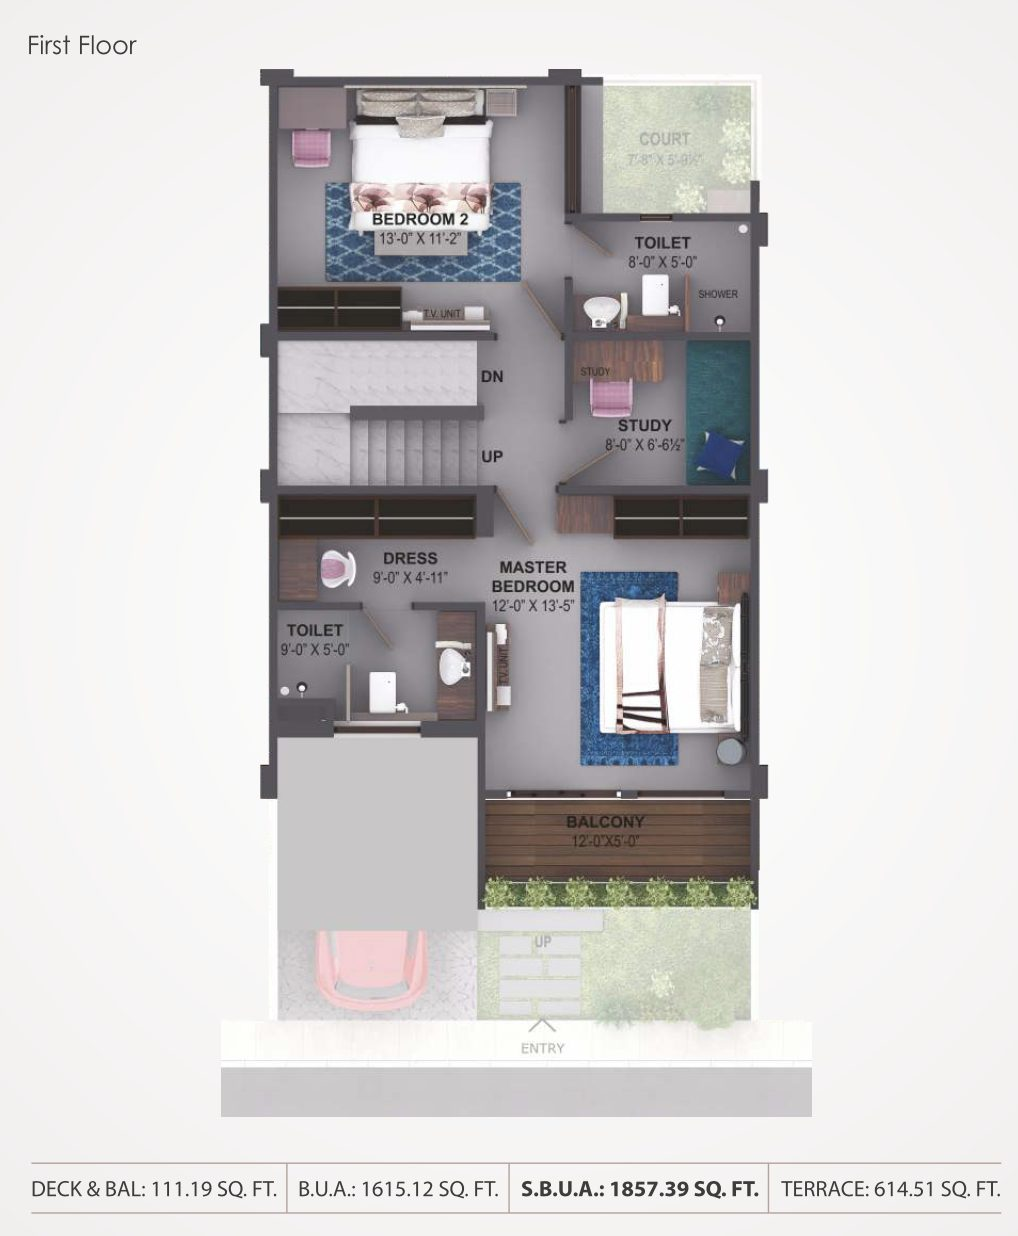 First Floor
COURT
7'-8" X 5'-9½"
BEDROOM 2
13'-0" X 11'-2"
TOILET
8'-0" X 5'-0"
SHOWER
T.V. UNIT
DN
STUDY
STUDY
8'-0" X 6'-6½"
UP
DRESS
9'-0" X 4'-11"
MASTER
BEDROOM
12'-0" X 13'-5"
TOILET
9'-0" X 5'-0"
T.V. UNIT
BALCONY
12'-0"X5'-0"
UP
ENTRY
DECK & BAL: 111.19 SQ. FT.
B.U.A.: 1615.12 SQ. FT.
S.B.U.A.: 1857.39 SQ. FT.
TERRACE: 614.51 SQ. FT.